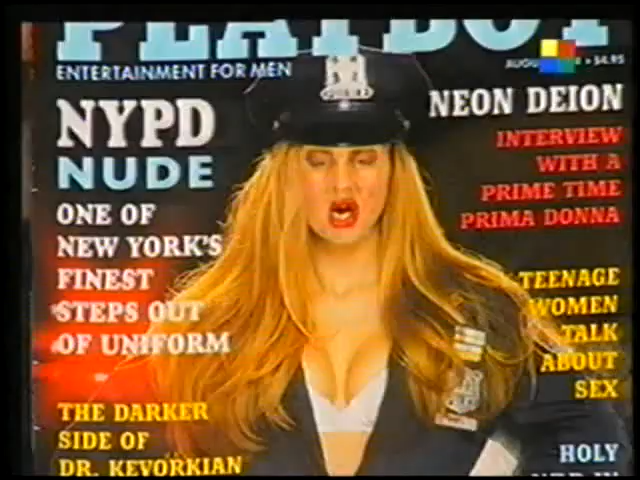 PLAYBOY
ENTERTAINMENT FOR MEN
$4.95
NYPD
NUDE
ONE OF
NEW YORK'S
FINEST
STEPS OUT
OF UNIFORM
THE DARKER
SIDE OF
DR. KEVORKIAN
NEON DEION
INTERVIEW
WITH A
PRIME TIME
PRIMA DONNA
TEENAGE
WOMEN
TALK
ABOUT
SEX
HOLY